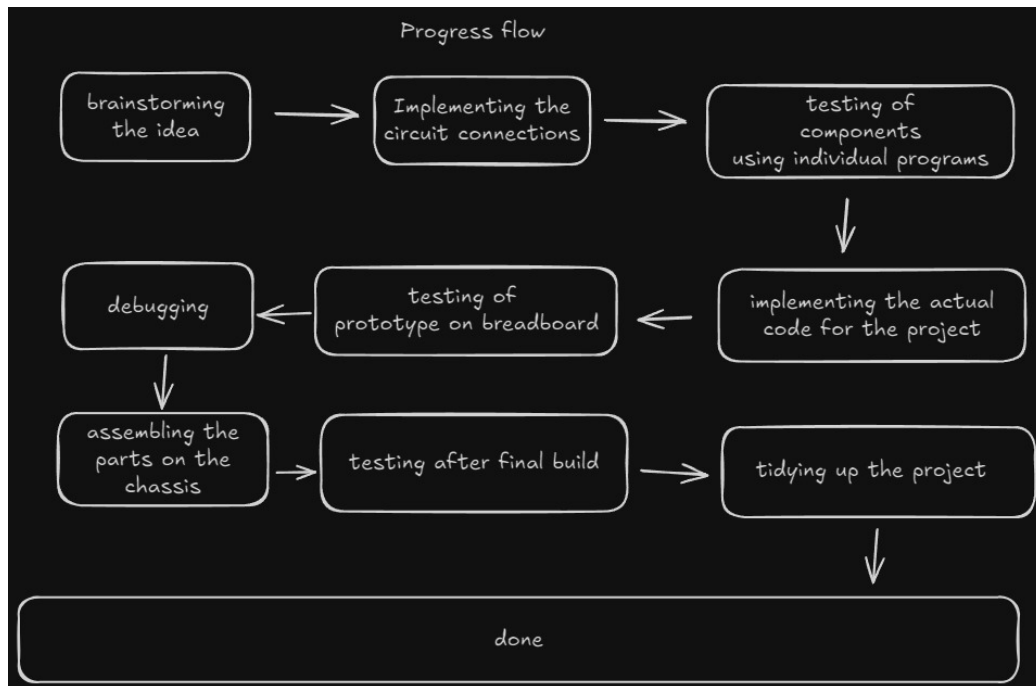 Progress flow
brainstorming
the idea
Implementing the
circuit connections
testing of
components
using individual programs
implementing the actual
code for the project
testing of
prototype on breadboard
debugging
assembling the
parts on the
chassis
testing after final build
tidying up the project
done